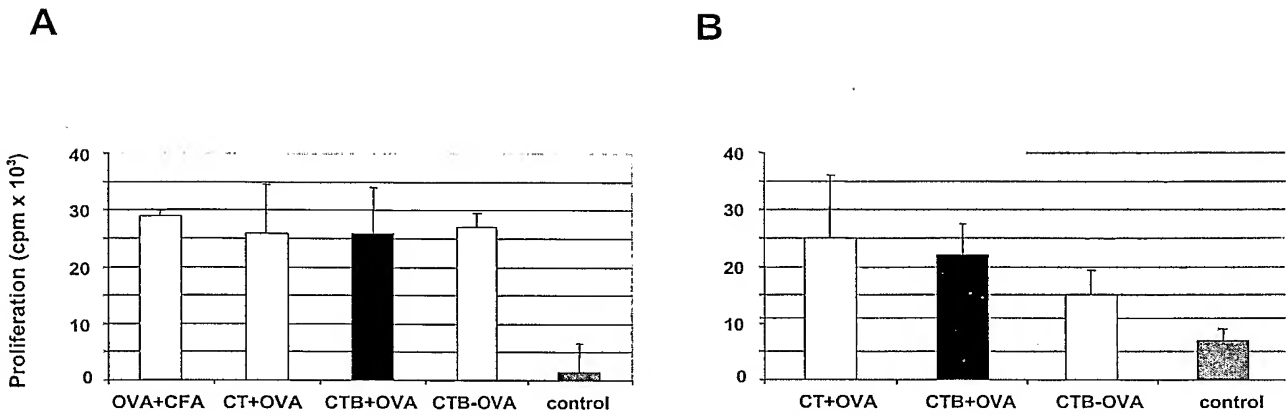 A
B
Proliferation (cpm x 10³)
40
30
20
10
0
OVA+CFA CT+OVA CTB+OVA CTB-OVA control
40
30
20
10
0
CT+OVA CTB+OVA CTB-OVA control